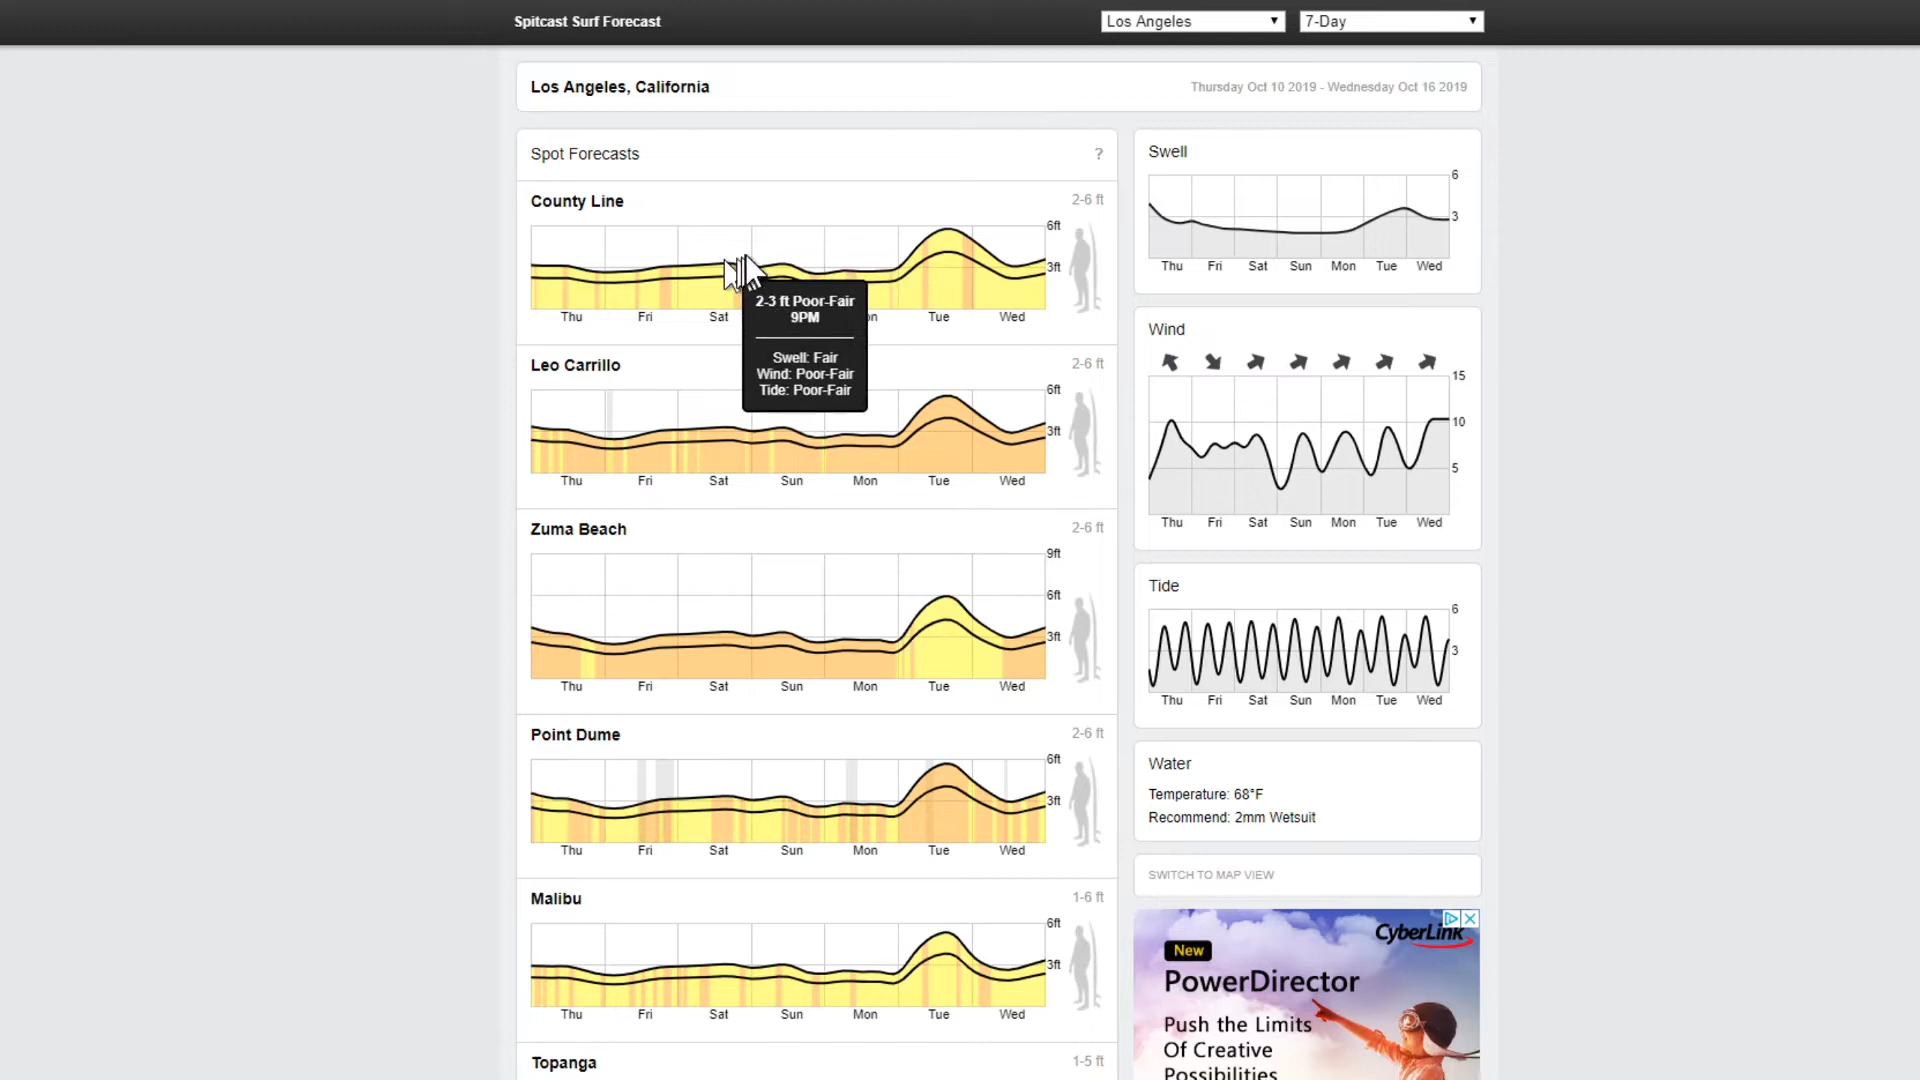 Spitcast Surf Forecast
Los Angeles
7-Day
Los Angeles, California
Thursday Oct 10 2019 - Wednesday Oct 16 2019
Spot Forecasts
?
County Line
2-6 ft
6ft
3ft
Thu Fri Sat Tue Wed
2-3 ft Poor-Fair
9PM
Swell: Fair
Wind: Poor-Fair
Tide: Poor-Fair
Leo Carrillo
2-6 ft
6ft
3ft
Thu Fri Sat Sun Mon Tue Wed
Zuma Beach
2-6 ft
9ft
6ft
3ft
Thu Fri Sat Sun Mon Tue Wed
Point Dume
2-6 ft
6ft
3ft
Thu Fri Sat Sun Mon Tue Wed
Malibu
1-6 ft
6ft
3ft
Thu Fri Sat Sun Mon Tue Wed
Topanga
1-5 ft
Swell
6
3
Thu Fri Sat Sun Mon Tue Wed
Wind
15
10
5
Thu Fri Sat Sun Mon Tue Wed
Tide
6
3
Thu Fri Sat Sun Mon Tue Wed
Water
Temperature: 68°F
Recommend: 2mm Wetsuit
SWITCH TO MAP VIEW
CyberLink
New
PowerDirector
Push the Limits
Of Creative
Possibilities